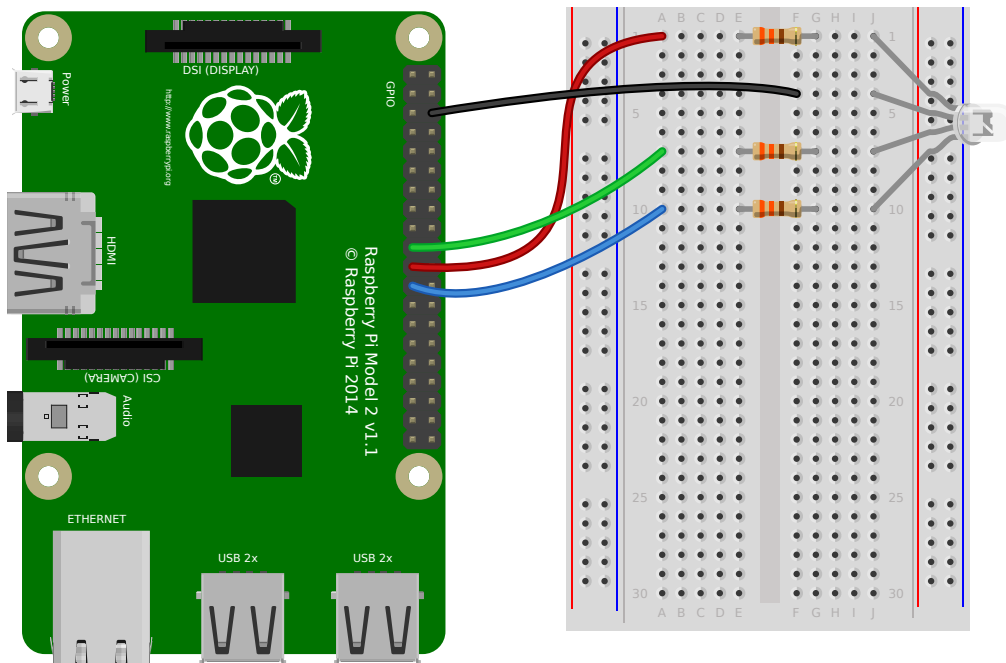 DSI (DISPLAY)
Power
GPIO
http://www.raspberrypi.org
TM
HDMI
Raspberry Pi Model 2 v1.1
© Raspberry Pi 2014
CSI (CAMERA)
Audio
ETHERNET
USB 2x
USB 2x
A B C D E F G H I J
1 1
5 5
10 10
15 15
20 20
25 25
30 30
A B C D E F G H I J